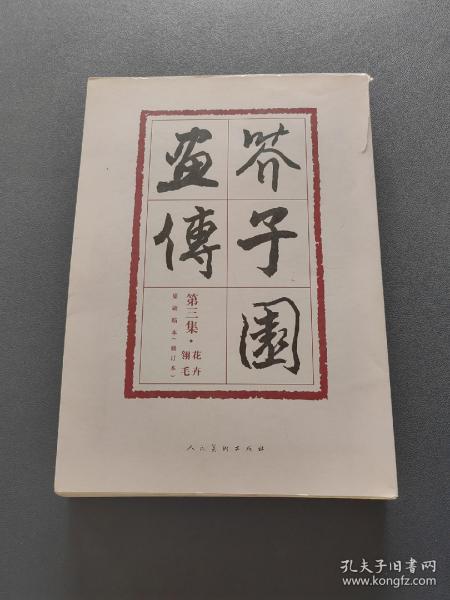 芥子園
畫傳
第三集·花卉
翎毛
巢勋临本(修订本)
人民美術出版社
孔夫子旧书网
www.kongfz.com